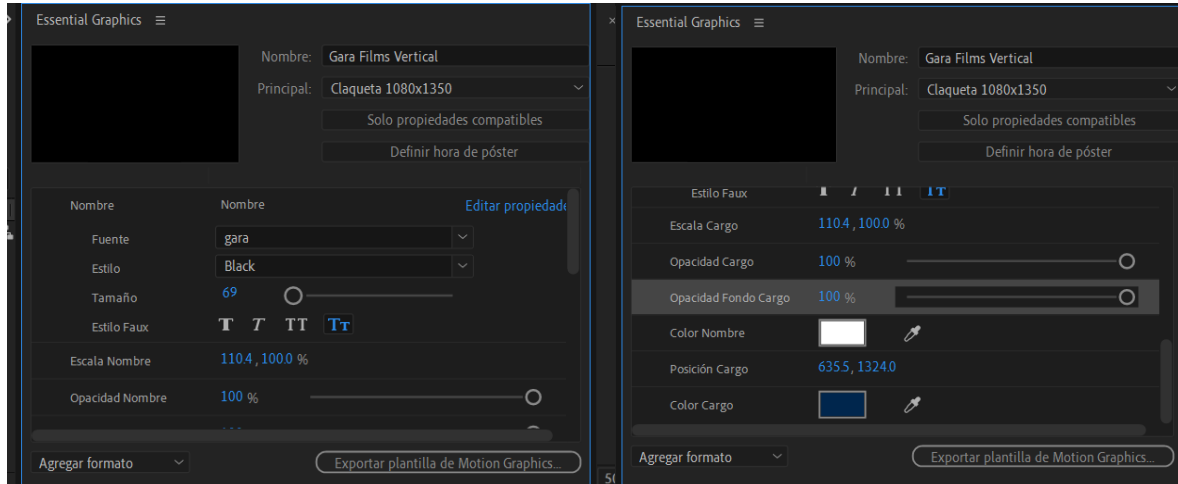 Essential Graphics
Nombre: Gara Films Vertical
Principal: Claqueta 1080x1350
Solo propiedades compatibles
Definir hora de póster
Nombre Nombre Editar propiedade
Fuente gara
Estilo Black
Tamaño 69
Estilo Faux T T TT TT
Escala Nombre 110.4, 100.0 %
Opacidad Nombre 100 %
Agregar formato Exportar plantilla de Motion Graphics...
Essential Graphics
Nombre: Gara Films Vertical
Principal: Claqueta 1080x1350
Solo propiedades compatibles
Definir hora de póster
Estilo Faux T T TT TT
Escala Cargo 110.4, 100.0 %
Opacidad Cargo 100 %
Opacidad Fondo Cargo 100 %
Color Nombre
Posición Cargo 635.5, 1324.0
Color Cargo
Agregar formato Exportar plantilla de Motion Graphics...